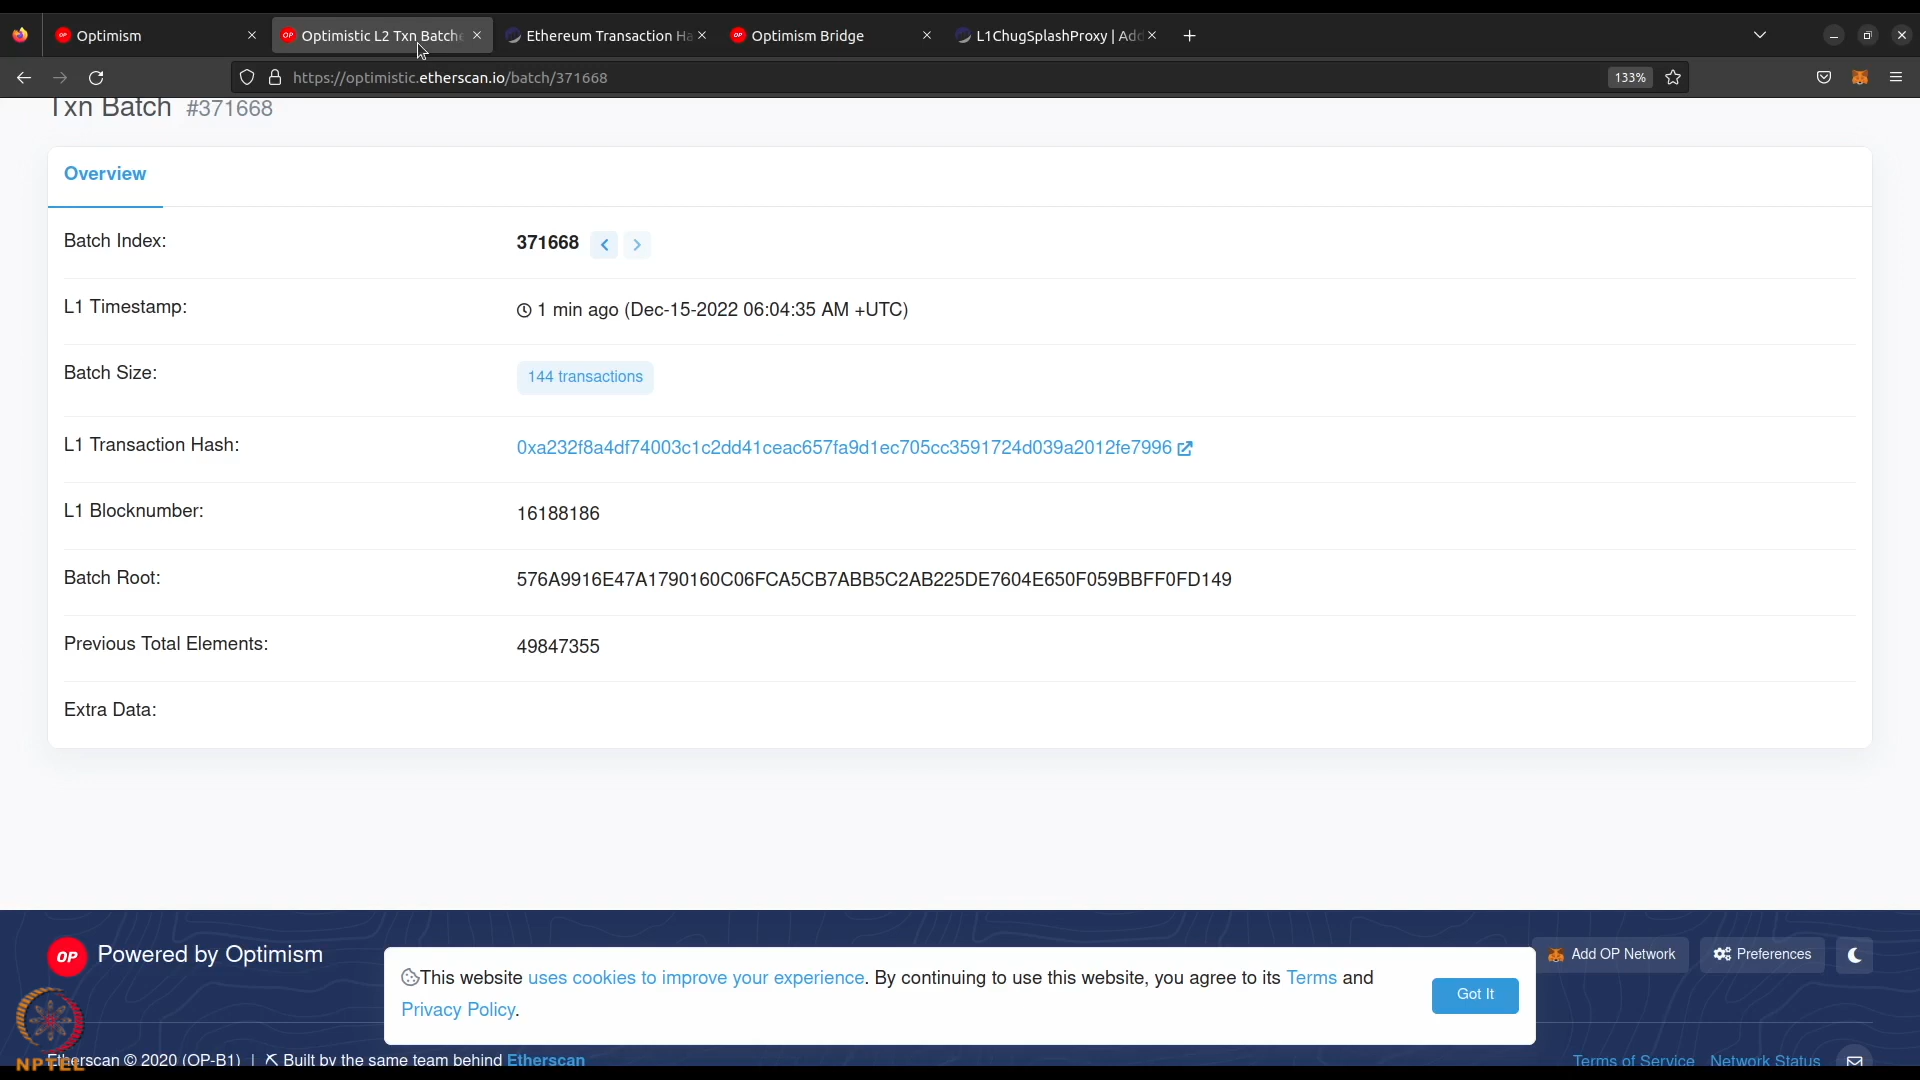 Optimism
Optimistic L2 Txn Batche
Ethereum Transaction Ha
Optimism Bridge
L1ChugSplashProxy | Add
https://optimistic.etherscan.io/batch/371668
133%
Txn Batch #371668
Overview
Batch Index: 371668
L1 Timestamp: 1 min ago (Dec-15-2022 06:04:35 AM +UTC)
Batch Size: 144 transactions
L1 Transaction Hash: 0xa232f8a4df74003c1c2dd41ceac657fa9d1ec705cc3591724d039a2012fe7996
L1 Blocknumber: 16188186
Batch Root: 576A9916E47A1790160C06FCA5CB7ABB5C2AB225DE7604E650F059BBFF0FD149
Previous Total Elements: 49847355
Extra Data:
OP Powered by Optimism
Add OP Network
Preferences
This website uses cookies to improve your experience. By continuing to use this website, you agree to its Terms and
Privacy Policy.
Got It
NPTEL
Etherscan © 2020 (OP-B1) | Built by the same team behind Etherscan
Terms of Service Network Status